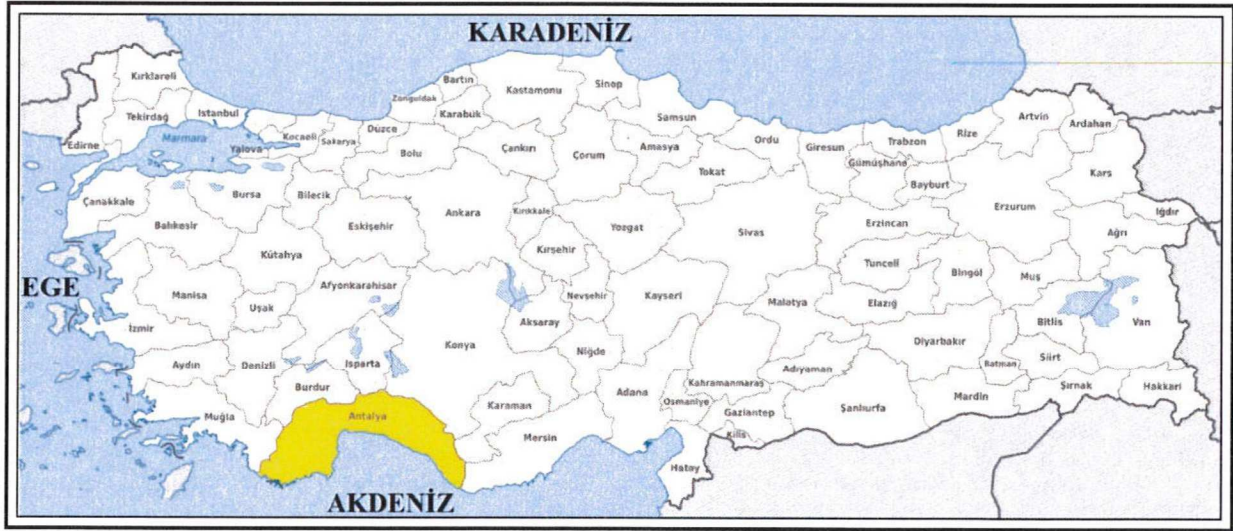 KARADENİZ
Kırklareli
Bartın
Sinop
Kastamonu
Zonguldak
Tekirdağ
İstanbul
Karabük
Samsun
Artvin
Ardahan
Edirne
Marmara
Yalova
Kocaeli
Sakarya
Düzce
Bolu
Çankırı
Çorum
Amasya
Ordu
Giresun
Trabzon
Rize
Gümüşhane
Tokat
Bayburt
Kars
Çanakkale
Bursa
Bilecik
Ankara
Kırıkkale
Erzurum
Iğdır
Balıkesir
Eskişehir
Yozgat
Sivas
Erzincan
Ağrı
Kütahya
Kırşehir
Tunceli
Bingöl
Muş
EGE
Manisa
Uşak
Afyonkarahisar
Nevşehir
Kayseri
Malatya
Elazığ
İzmir
Aksaray
Bitlis
Van
Konya
Diyarbakır
Aydın
Denizli
Isparta
Niğde
Adıyaman
Batman
Siirt
Burdur
Adana
Kahramanmaraş
Şırnak
Hakkari
Muğla
Antalya
Karaman
Osmaniye
Gaziantep
Şanlıurfa
Mardin
Mersin
Kilis
Hatay
AKDENİZ